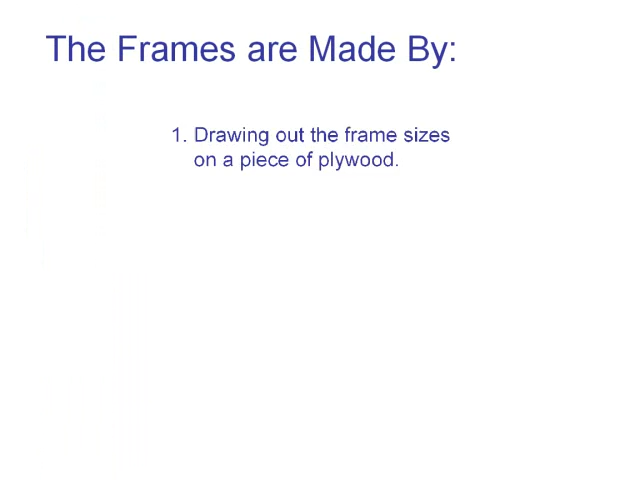 The Frames are Made By:
1. Drawing out the frame sizes
on a piece of plywood.